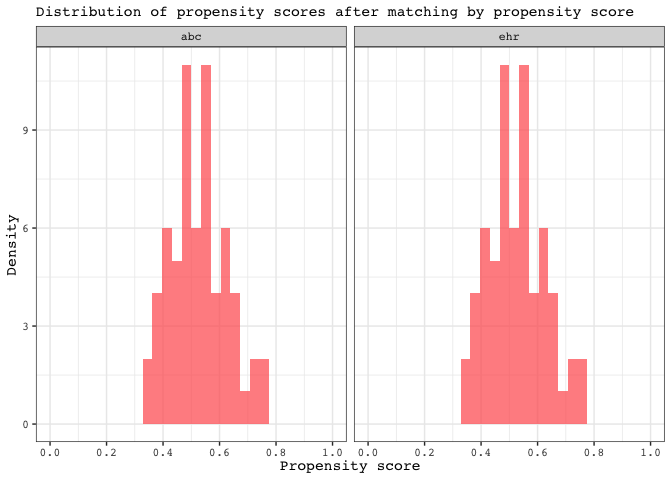 Distribution of propensity scores after matching by propensity score
abc
ehr
Density
9
6
3
0
0.0 0.2 0.4 0.6 0.8 1.0
0.0 0.2 0.4 0.6 0.8 1.0
Propensity score